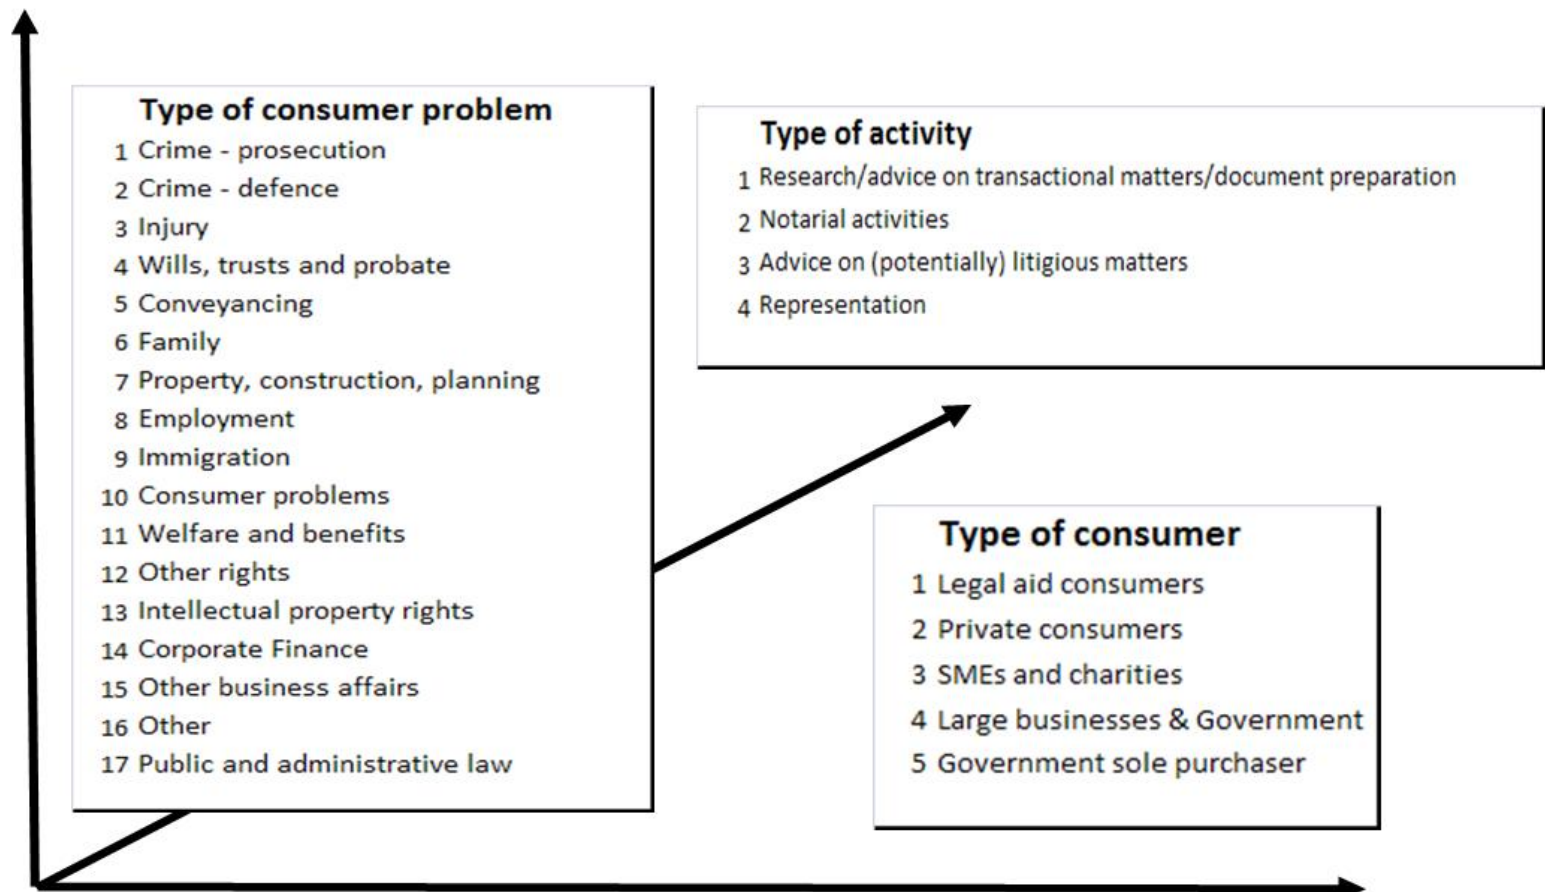 Type of consumer problem
1 Crime - prosecution
2 Crime - defence
3 Injury
4 Wills, trusts and probate
5 Conveyancing
6 Family
7 Property, construction, planning
8 Employment
9 Immigration
10 Consumer problems
11 Welfare and benefits
12 Other rights
13 Intellectual property rights
14 Corporate Finance
15 Other business affairs
16 Other
17 Public and administrative law
Type of activity
1 Research/advice on transactional matters/document preparation
2 Notarial activities
3 Advice on (potentially) litigious matters
4 Representation
Type of consumer
1 Legal aid consumers
2 Private consumers
3 SMEs and charities
4 Large businesses & Government
5 Government sole purchaser